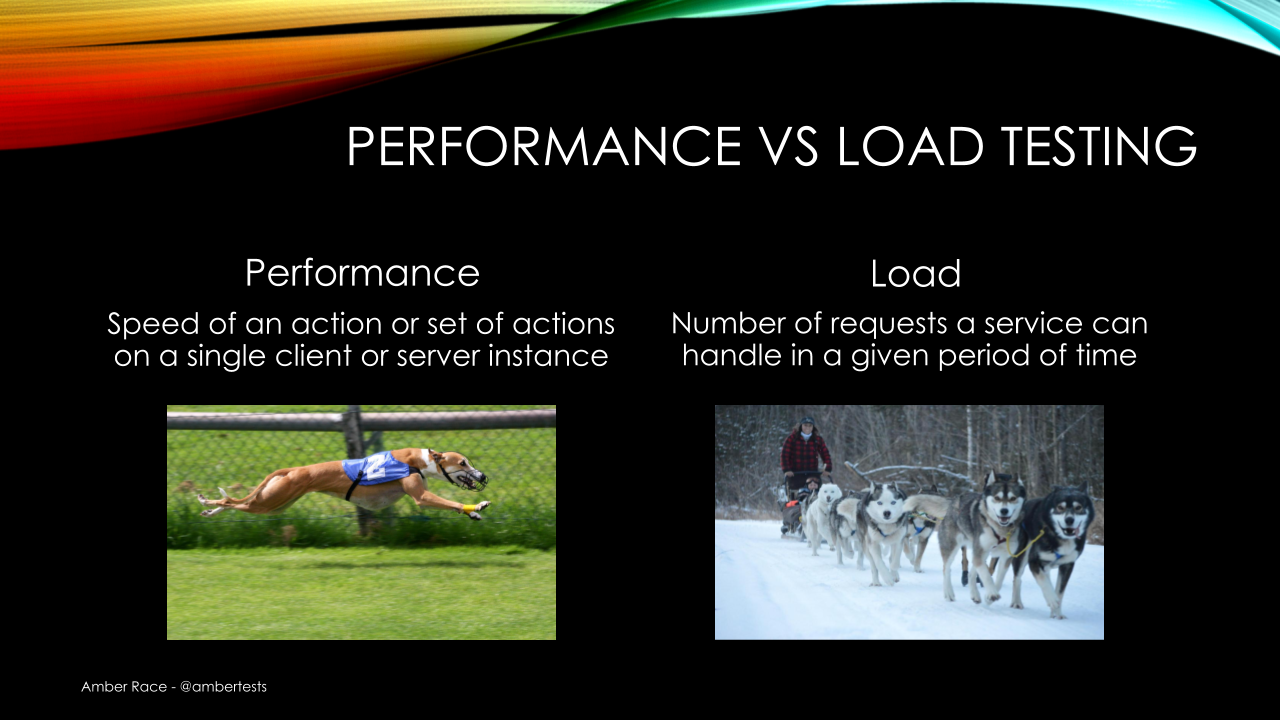 PERFORMANCE VS LOAD TESTING
Performance
Speed of an action or set of actions
on a single client or server instance
Load
Number of requests a service can
handle in a given period of time
Amber Race - @ambertests